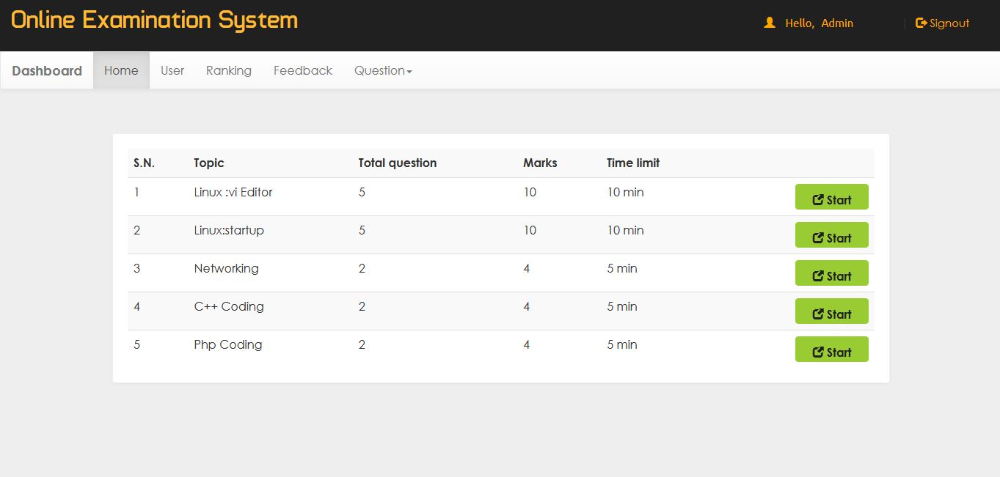 Online Examination System
Hello, Admin | Signout
Dashboard Home User Ranking Feedback Question
S.N. Topic Total question Marks Time limit
1 Linux :vi Editor 5 10 10 min Start
2 Linux:startup 5 10 10 min Start
3 Networking 2 4 5 min Start
4 C++ Coding 2 4 5 min Start
5 Php Coding 2 4 5 min Start